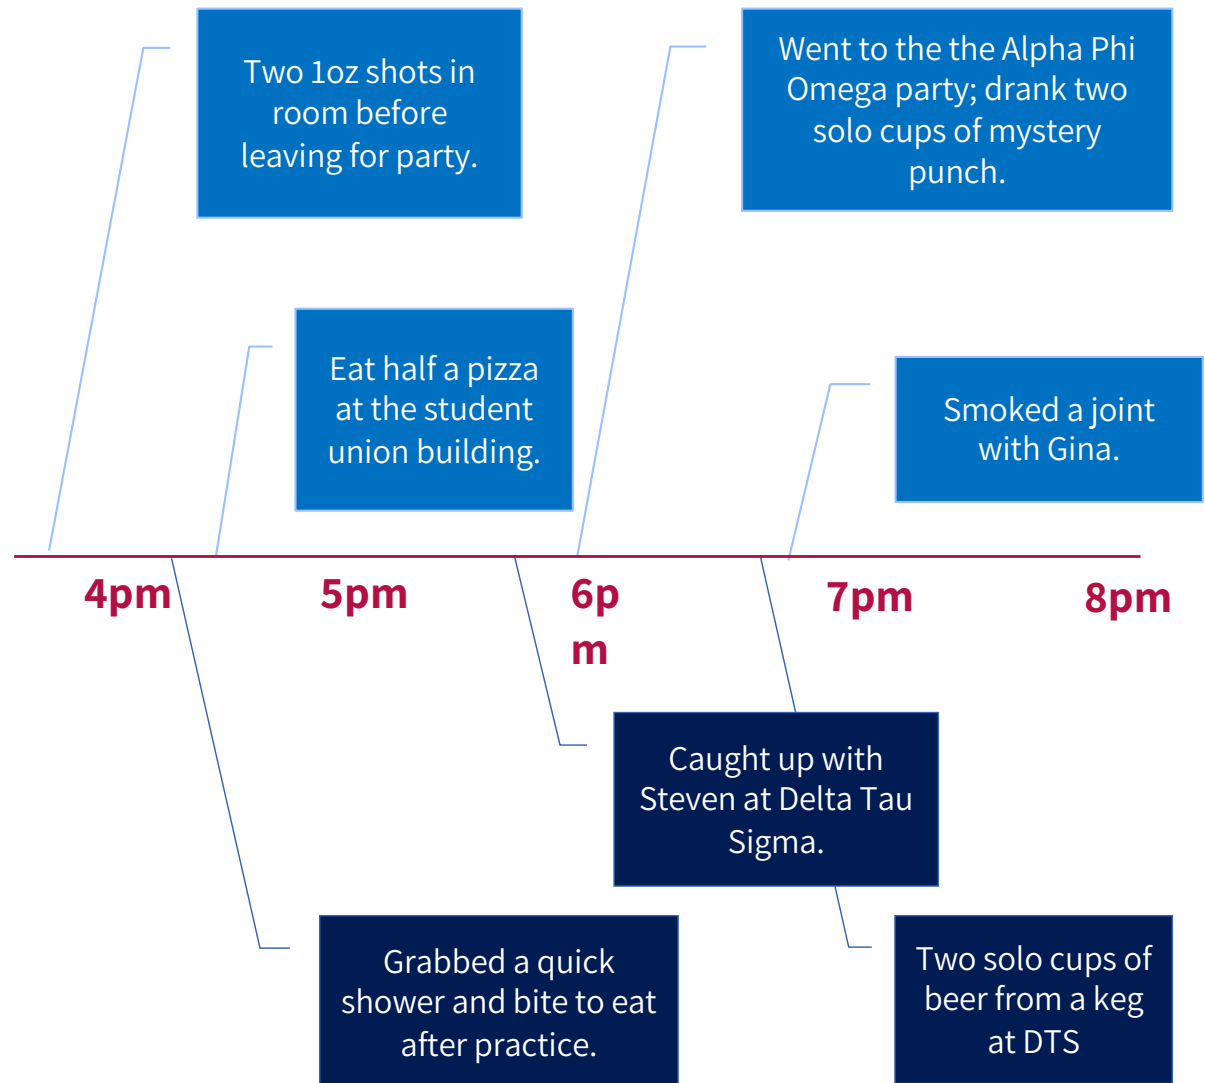 Two 1oz shots in
room before
leaving for party.
Went to the the Alpha Phi
Omega party; drank two
solo cups of mystery
punch.
Eat half a pizza
at the student
union building.
Smoked a joint
with Gina.
4pm
5pm
6p
m
7pm
8pm
Caught up with
Steven at Delta Tau
Sigma.
Grabbed a quick
shower and bite to eat
after practice.
Two solo cups of
beer from a keg
at DTS